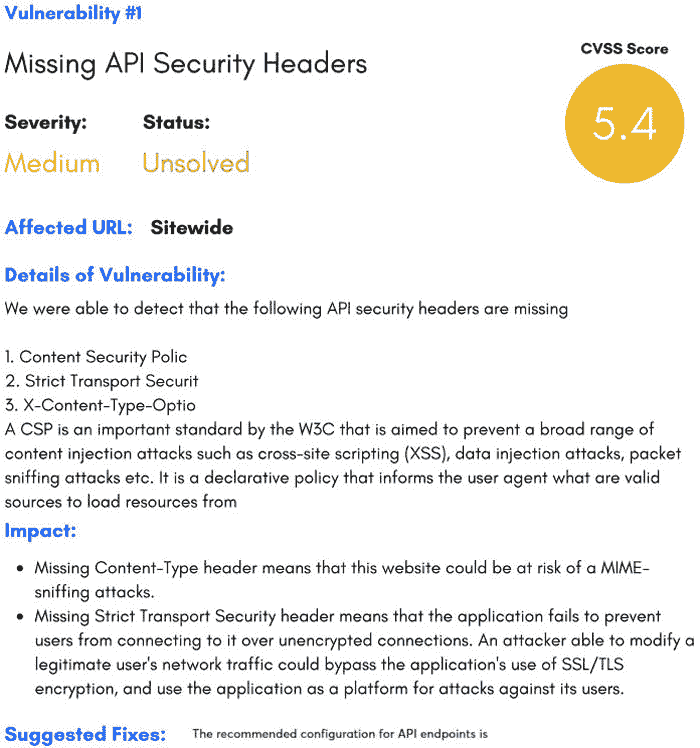 Vulnerability #1
CVSS Score
Missing API Security Headers
5.4
Severity: Status:
Medium Unsolved
Affected URL: Sitewide
Details of Vulnerability:
We were able to detect that the following API security headers are missing
1. Content Security Polic
2. Strict Transport Securit
3. X-Content-Type-Optio
A CSP is an important standard by the W3C that is aimed to prevent a broad range of
content injection attacks such as cross-site scripting (XSS), data injection attacks, packet
sniffing attacks etc. It is a declarative policy that informs the user agent what are valid
sources to load resources from
Impact:
• Missing Content-Type header means that this website could be at risk of a MIME-
sniffing attacks.
• Missing Strict Transport Security header means that the application fails to prevent
users from connecting to it over unencrypted connections. An attacker able to modify a
legitimate user's network traffic could bypass the application's use of SSL/TLS
encryption, and use the application as a platform for attacks against its users.
Suggested Fixes: The recommended configuration for API endpoints is